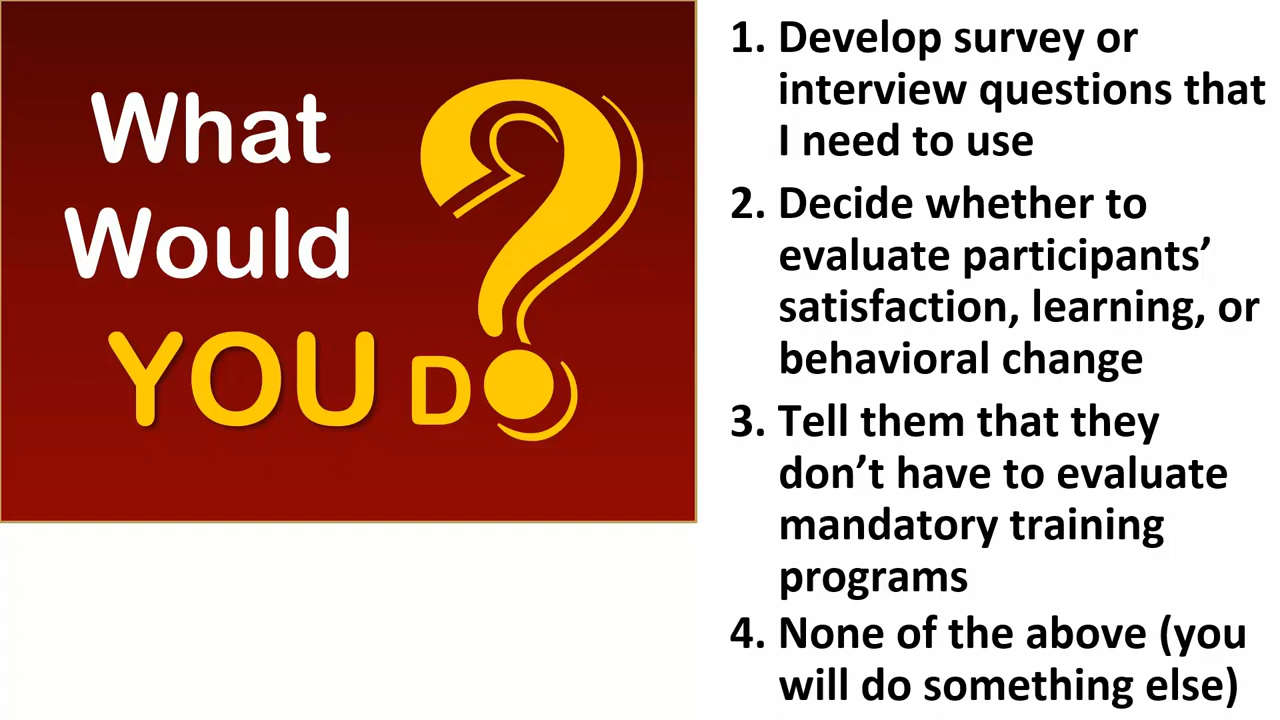 What
Would
YOU DO?
1. Develop survey or
interview questions that
I need to use
2. Decide whether to
evaluate participants’
satisfaction, learning, or
behavioral change
3. Tell them that they
don’t have to evaluate
mandatory training
programs
4. None of the above (you
will do something else)